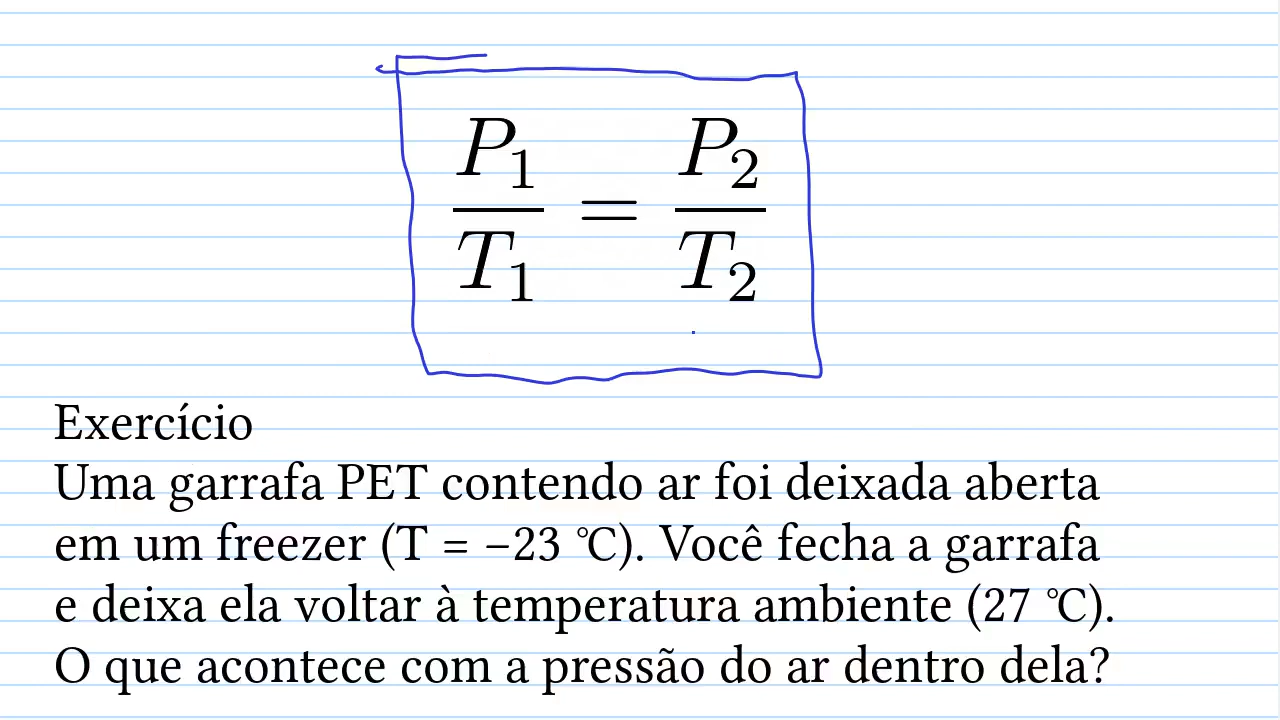 P₁/T₁ = P₂/T₂
Exercício
Uma garrafa PET contendo ar foi deixada aberta
em um freezer (T = −23 ℃). Você fecha a garrafa
e deixa ela voltar à temperatura ambiente (27 ℃).
O que acontece com a pressão do ar dentro dela?